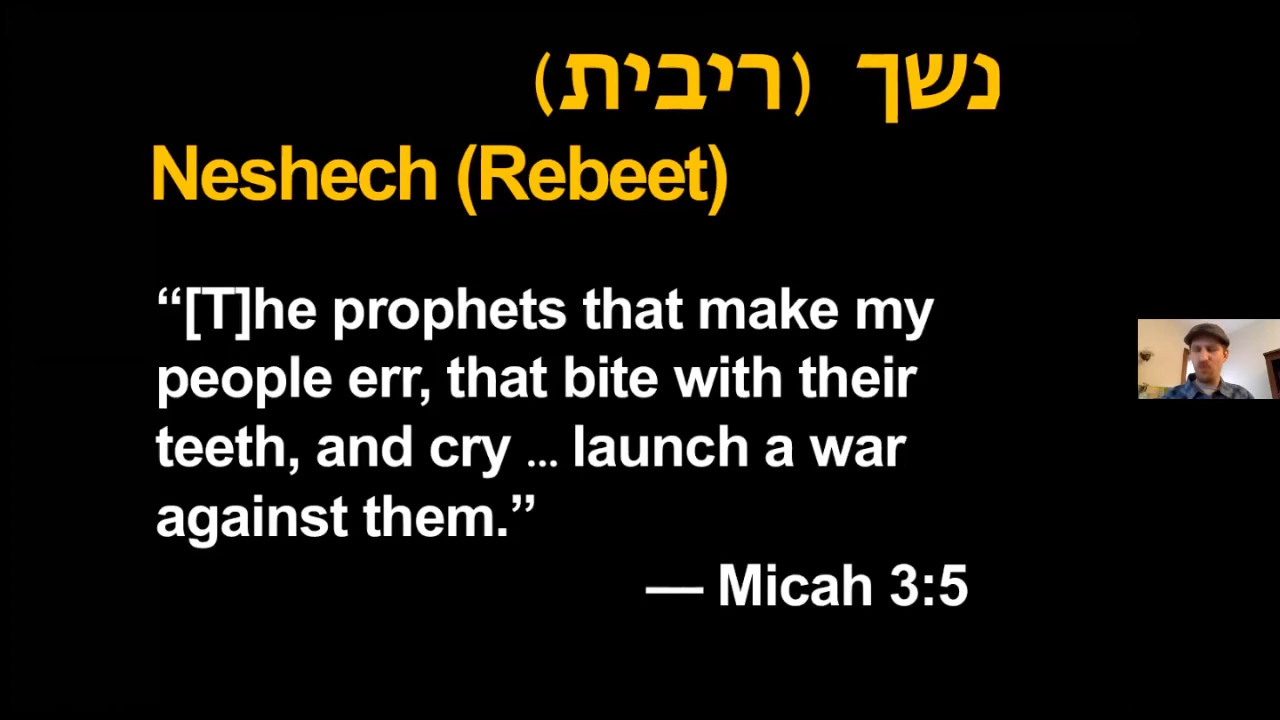 נשך (ריבית)
Neshech (Rebeet)
“[T]he prophets that make my
people err, that bite with their
teeth, and cry ... launch a war
against them.”
— Micah 3:5